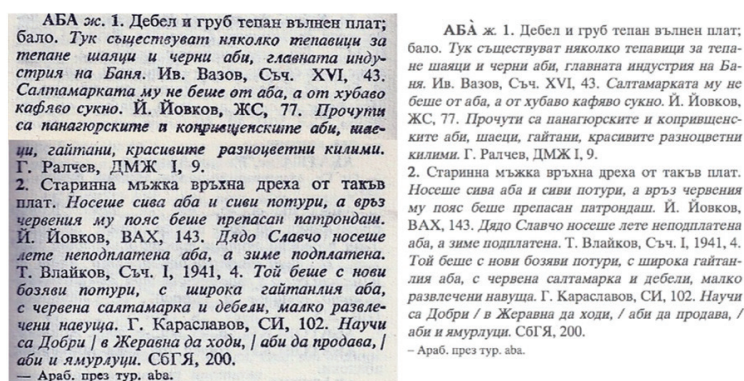 АБА ж. 1. Дебел и груб тепан вълнен плат;
бало. Тук съществуват няколко тепавици за
тепане шаяци и черни аби, главната инду-
стрия на Баня. Ив. Вазов, Съч. XVI, 43.
Салтамарката му не беше от аба, а от хубаво
кафяво сукно. Й. Йовков, ЖС, 77. Прочути
са панагюрските и копривщенските аби, шае-
ци, гайтани, красивите разноцветни килими.
Г. Ралчев, ДМЖ I, 9.
2. Старинна мъжка връхна дреха от такъв
плат. Носеше сива аба и сиви потури, а връз
червения му пояс беше препасан патрондаш.
Й. Йовков, ВАХ, 143. Дядо Славчо носеше
лете неподплатена аба, а зиме подплатена.
Т. Влайков, Съч. I, 1941, 4. Той беше с нови
бозяви потури, с широка гайтанлия аба,
с червена салтамарка и дебели, малко развле-
чени навуща. Г. Караславов, СИ, 102. Научи
са Добри / в Жеравна да ходи, / аби да продава, /
аби и ямурлуци. СбГЯ, 200.
— Араб. през тур. aba.
АБА̀ ж. 1. Дебел и груб тепан вълнен плат;
бало. Тук съществуват няколко тепавици за тепа-
не шаяци и черни аби, главната индустрия на Ба-
ня. Ив. Вазов, Съч. XVI, 43. Салтамарката му не
беше от аба, а от хубаво кафяво сукно. Й. Йовков,
ЖС, 77. Прочути са панагюрските и копривщенс-
ките аби, шаеци, гайтани, красивите разноцветни
килими. Г. Ралчев, ДМЖ I, 9.
2. Старинна мъжка връхна дреха от такъв плат.
Носеше сива аба и сиви потури, а връз червения
му пояс беше препасан патрондаш. Й. Йовков,
ВАХ, 143. Дядо Славчо носеше лете неподплатена
аба, а зиме подплатена. Т. Влайков, Съч. I, 1941, 4.
Той беше с нови бозяви потури, с широка гайтан-
лия аба, с червена салтамарка и дебели, малко
развлечени навуща. Г. Караславов, СИ, 102. Научи
са Добри / в Жеравна да ходи, / аби да продава, /
аби и ямурлуци. СбГЯ, 200.
– Араб. през тур. aba.